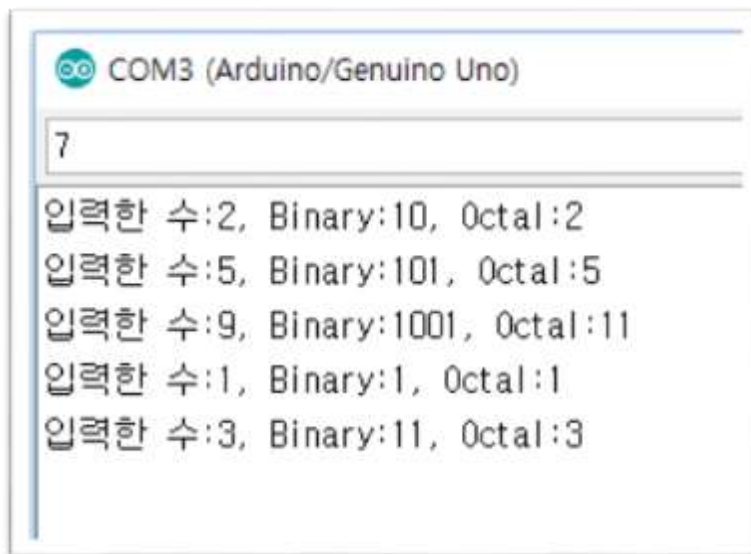 COM3 (Arduino/Genuino Uno)
7
입력한 수:2, Binary:10, Octal:2
입력한 수:5, Binary:101, Octal:5
입력한 수:9, Binary:1001, Octal:11
입력한 수:1, Binary:1, Octal:1
입력한 수:3, Binary:11, Octal:3